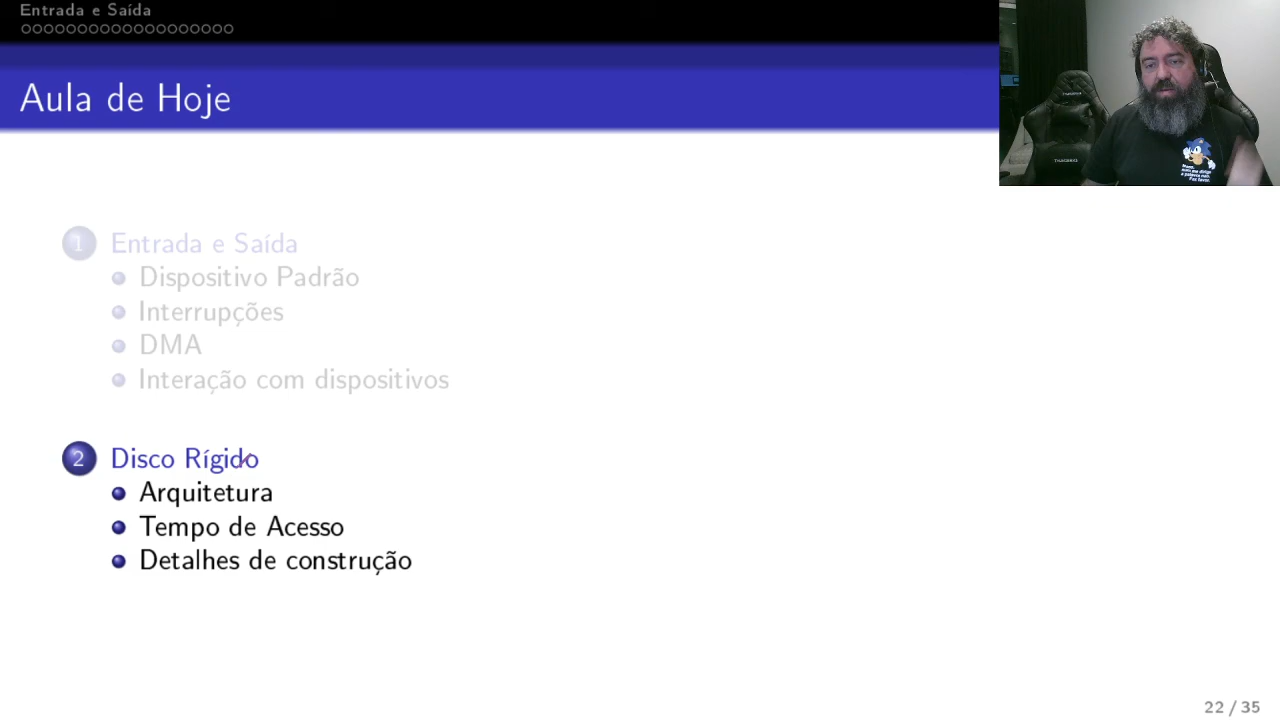 Entrada e Saída
Aula de Hoje
1 Entrada e Saída
Dispositivo Padrão
Interrupções
DMA
Interação com dispositivos
2 Disco Rígido
Arquitetura
Tempo de Acesso
Detalhes de construção
22 / 35